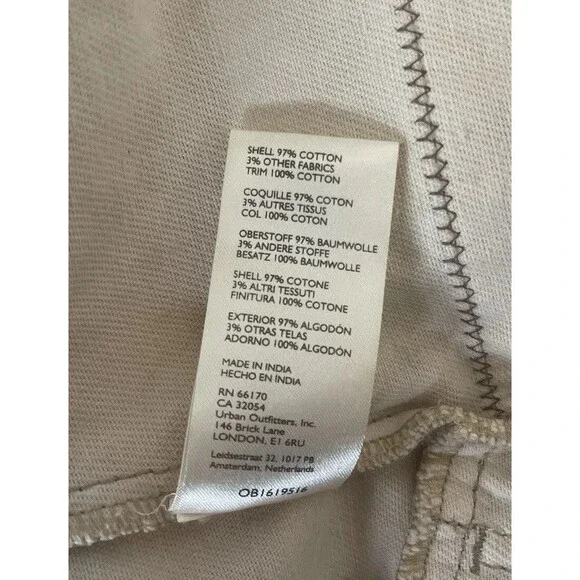 SHELL 97% COTTON
3% OTHER FABRICS
TRIM 100% COTTON
COQUILLE 97% COTON
3% AUTRES TISSUS
COL 100% COTON
OBERSTOFF 97% BAUMWOLLE
3% ANDERE STOFFE
BESATZ 100% BAUMWOLLE
SHELL 97% COTONE
3% ALTRI TESSUTI
FINITURA 100% COTONE
EXTERIOR 97% ALGODÓN
3% OTRAS TELAS
ADORNO 100% ALGODÓN
MADE IN INDIA
HECHO EN INDIA
RN 66170
CA 32054
Urban Outfitters, Inc.
146 Brick Lane
LONDON, E1 6RU
Leidsestraat 32, 1017 PB
Amsterdam, Netherlands
OB1619516